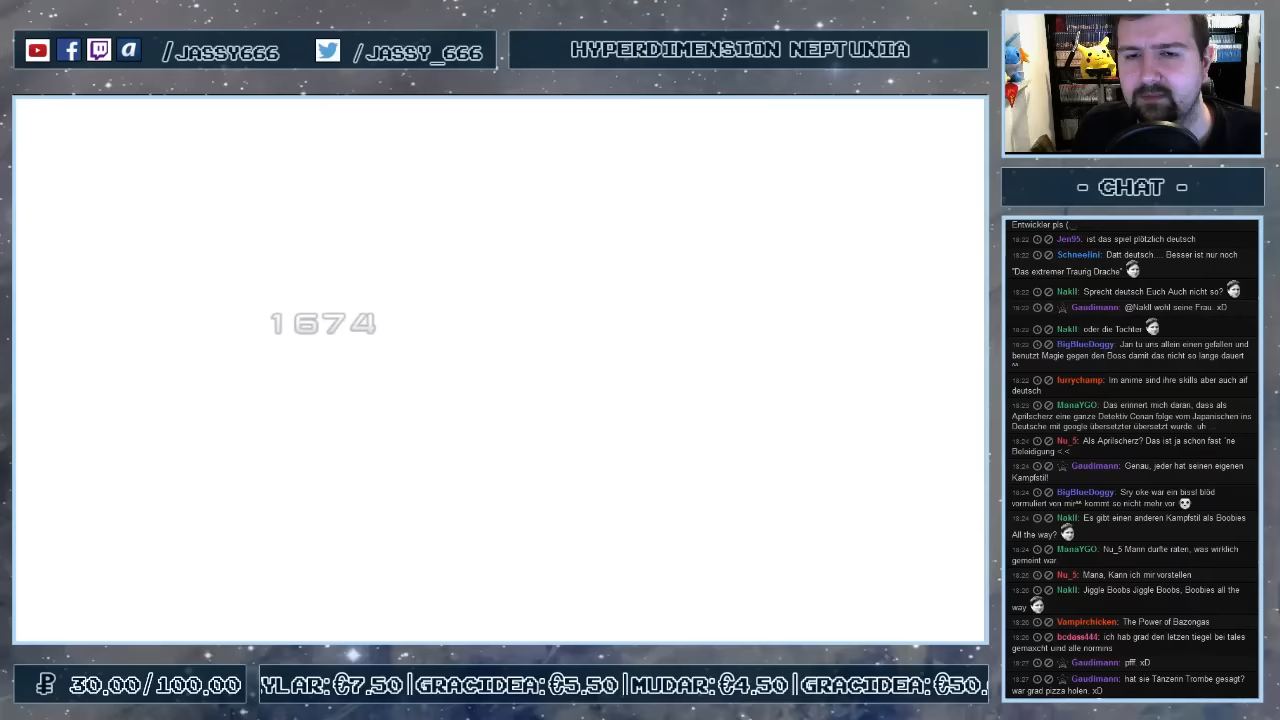 /JASSY666
/JASSY_666
HYPERDIMENSION NEPTUNIA
1674
- CHAT -
Entwickler pls (._
18:22 Jen95: ist das spiel plötzlich deutsch
18:22 Schneelini: Datt deutsch.... Besser ist nur noch
"Das extremer Traurig Drache"
18:22 Nakll: Sprecht deutsch Euch Auch nicht so?
18:22 Gaudimann: @Nakll wohl seine Frau. xD
18:22 Nakll: oder die Tochter
18:22 BigBlueDoggy: Jan tu uns allein einen gefallen und
benutzt Magie gegen den Boss damit das nicht so lange dauert
^^
18:22 furrychamp: Im anime sind ihre skills aber auch aif
deutsch
18:23 ManaYGO: Das erinnert mich daran, dass als
Aprilscherz eine ganze Detektiv Conan folge vom Japanischen ins
Deutsche mit google übersetzter übersetzt wurde. uh ...
18:24 Nu_5: Als Aprilscherz? Das ist ja schon fast ´ne
Beleidigung <.<
18:24 Gaudimann: Genau, jeder hat seinen eigenen
Kampfstil!
18:24 BigBlueDoggy: Sry oke war ein bissl blöd
vormuliert von mir^^ kommt so nicht mehr vor
18:24 Nakll: Es gibt einen anderen Kampfstil als Boobies
All the way?
18:24 ManaYGO: Nu_5 Mann durfte raten, was wirklich
gemeint war.
18:25 Nu_5: Mana, Kann ich mir vorstellen
18:26 Nakll: Jiggle Boobs Jiggle Boobs, Boobies all the
way
18:26 Vampirchicken: The Power of Bazongas
18:26 bcdass444: ich hab grad den letzen tiegel bei tales
gemaxcht uind alle normins
18:27 Gaudimann: pfff. xD
18:27 Gaudimann: hat sie Tänzerin Trombe gesagt?
war grad pizza holen. xD
30.00/100.00
YLAR: €7.50 | GRACIDEA: €5.50 | MUDAR: €4.50 | GRACIDEA: €50.